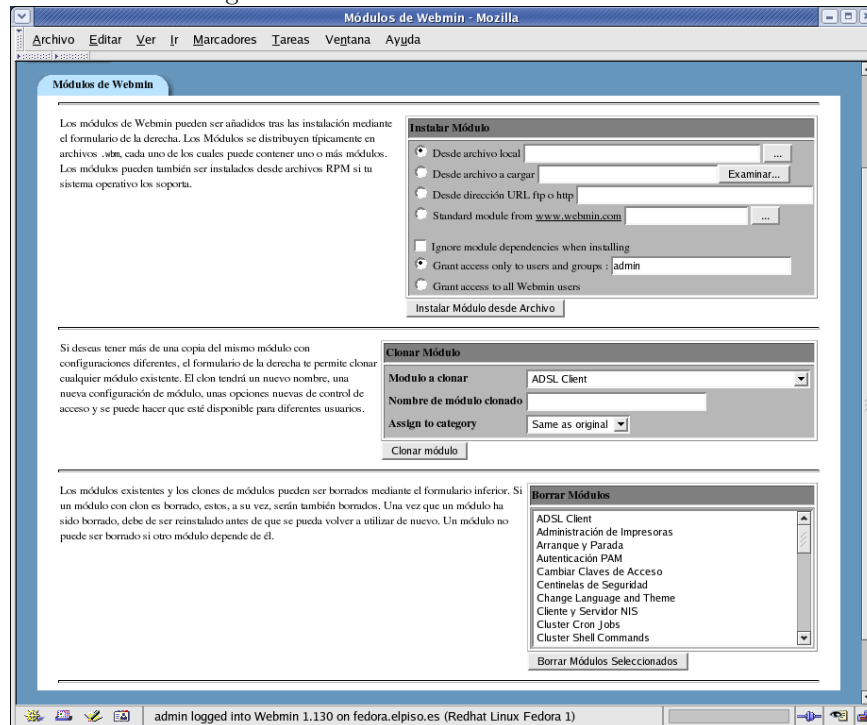 Módulos de Webmin - Mozilla
Archivo Editar Ver Ir Marcadores Tareas Ventana Ayuda
Módulos de Webmin
Los módulos de Webmin pueden ser añadidos tras las instalación mediante
el formulario de la derecha. Los Módulos se distribuyen típicamente en
archivos .wbm, cada uno de los cuales puede contener uno o más módulos.
Los módulos pueden también ser instalados desde archivos RPM si tu
sistema operativo los soporta.
Instalar Módulo
Desde archivo local ...
Desde archivo a cargar Examinar...
Desde dirección URL ftp o http
Standard module from www.webmin.com ...
Ignore module dependencies when installing
Grant access only to users and groups : admin
Grant access to all Webmin users
Instalar Módulo desde Archivo
Si deseas tener más de una copia del mismo módulo con
configuraciones diferentes, el formulario de la derecha te permite clonar
cualquier módulo existente. El clon tendrá un nuevo nombre, una
nueva configuración de módulo, unas opciones nuevas de control de
acceso y se puede hacer que esté disponible para diferentes usuarios.
Clonar Módulo
Modulo a clonar ADSL Client
Nombre de módulo clonado
Assign to category Same as original
Clonar módulo
Los módulos existentes y los clones de módulos pueden ser borrados mediante el formulario inferior. Si
un módulo con clon es borrado, estos, a su vez, serán también borrados. Una vez que un módulo ha
sido borrado, debe de ser reinstalado antes de que se pueda volver a utilizar de nuevo. Un módulo no
puede ser borrado si otro módulo depende de él.
Borrar Módulos
ADSL Client
Administración de Impresoras
Arranque y Parada
Autenticación PAM
Cambiar Claves de Acceso
Centinelas de Seguridad
Change Language and Theme
Cliente y Servidor NIS
Cluster Cron Jobs
Cluster Shell Commands
Borrar Módulos Seleccionados
admin logged into Webmin 1.130 on fedora.elpiso.es (Redhat Linux Fedora 1)